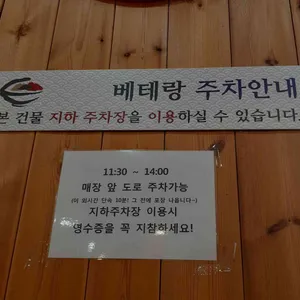 베테랑 주차안내
본 건물 지하 주차장을 이용하실 수 있습니다.
11:30 ~ 14:00
매장 앞 도로 주차가능
지하주차장 이용시
영수증을 꼭 지참하세요!